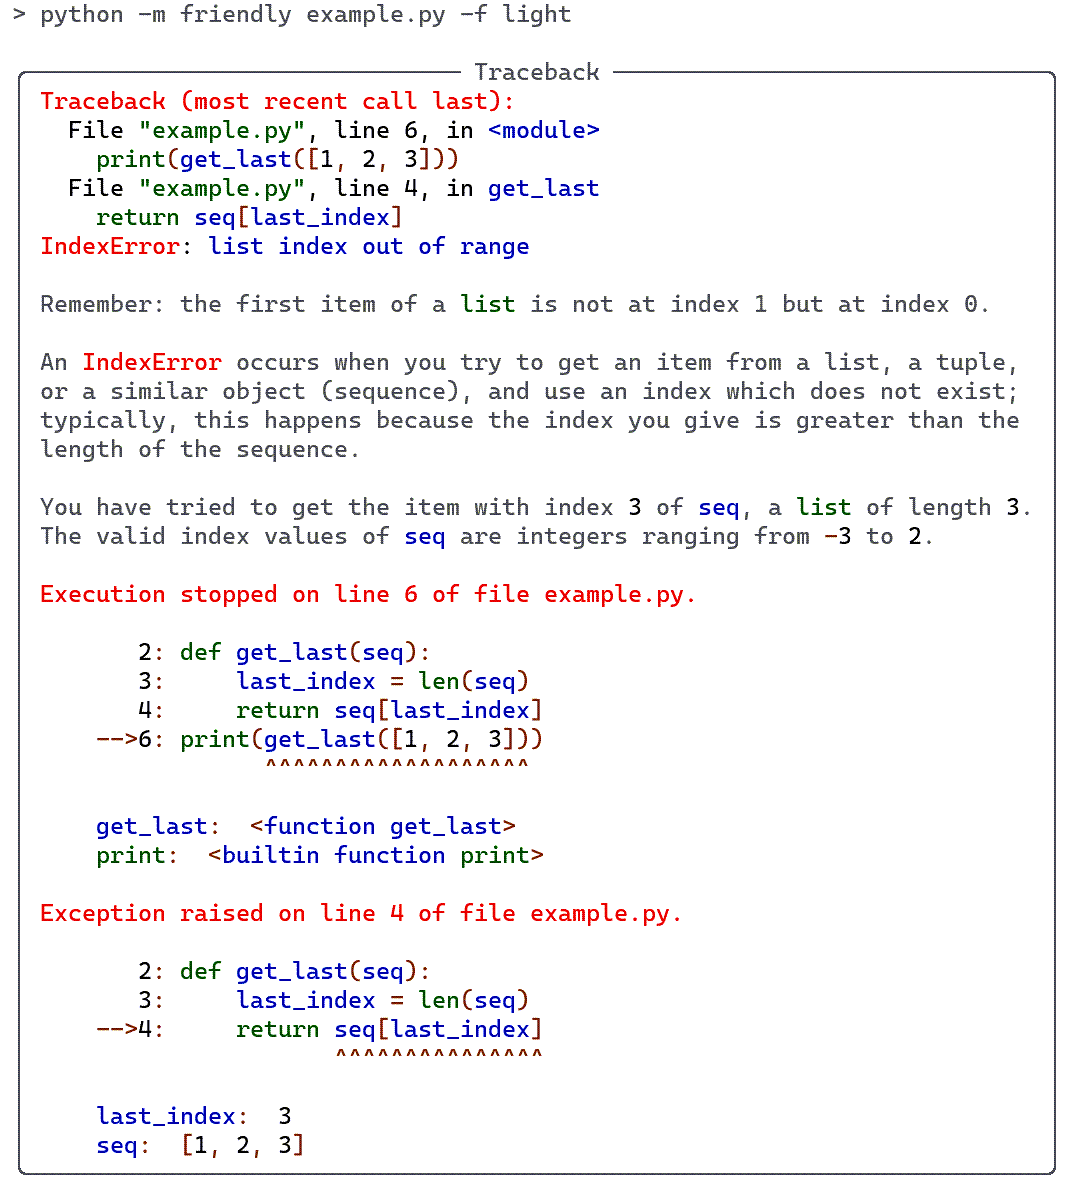 > python -m friendly example.py -f light
Traceback
Traceback (most recent call last):
  File "example.py", line 6, in <module>
    print(get_last([1, 2, 3]))
  File "example.py", line 4, in get_last
    return seq[last_index]
IndexError: list index out of range
Remember: the first item of a list is not at index 1 but at index 0.
An IndexError occurs when you try to get an item from a list, a tuple,
or a similar object (sequence), and use an index which does not exist;
typically, this happens because the index you give is greater than the
length of the sequence.
You have tried to get the item with index 3 of seq, a list of length 3.
The valid index values of seq are integers ranging from -3 to 2.
Execution stopped on line 6 of file example.py.
       2: def get_last(seq):
       3:     last_index = len(seq)
       4:     return seq[last_index]
    -->6: print(get_last([1, 2, 3]))
                ^^^^^^^^^^^^^^^^^^^
    get_last:  <function get_last>
    print:  <builtin function print>
Exception raised on line 4 of file example.py.
       2: def get_last(seq):
       3:     last_index = len(seq)
    -->4:     return seq[last_index]
                     ^^^^^^^^^^^^^^^
    last_index:  3
    seq:  [1, 2, 3]